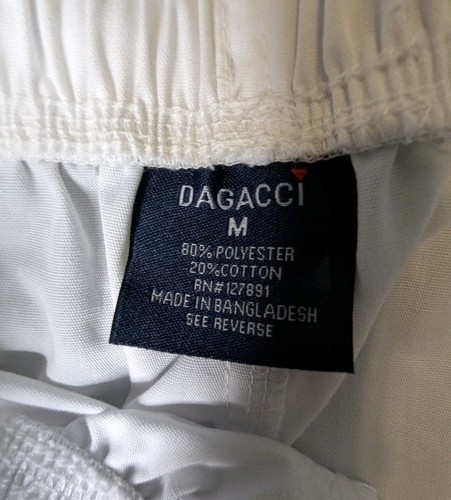 DAGACCI
M
80% POLYESTER
20% COTTON
RN#127891
MADE IN BANGLADESH
SEE REVERSE